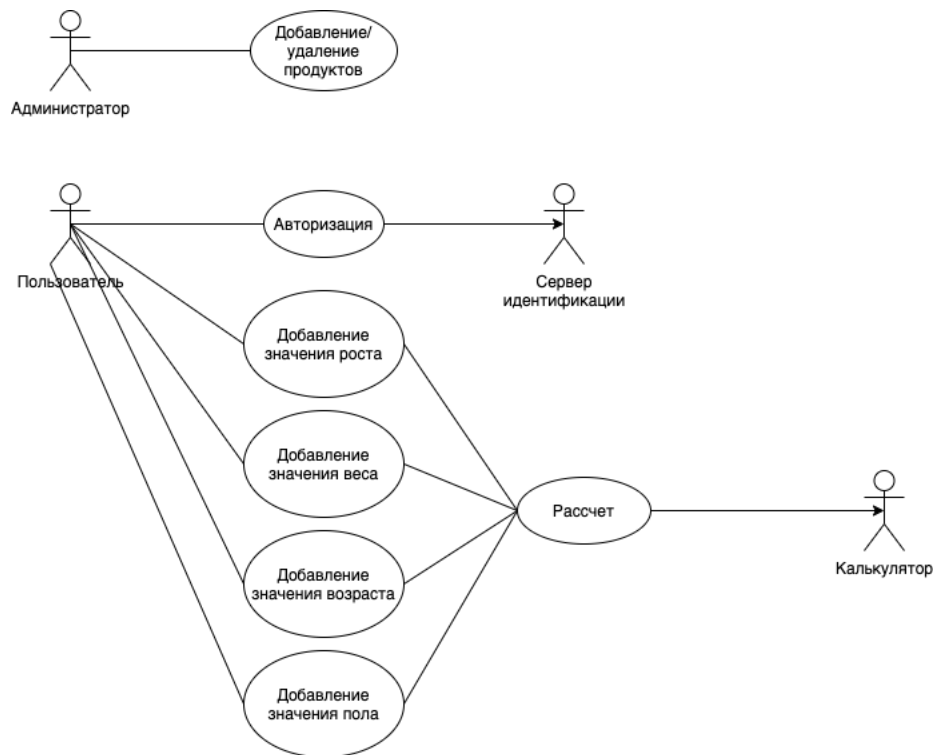 Добавление/
удаление
продуктов
Администратор
Авторизация
Пользователь
Сервер
идентификации
Добавление
значения роста
Добавление
значения веса
Рассчет
Калькулятор
Добавление
значения возраста
Добавление
значения пола